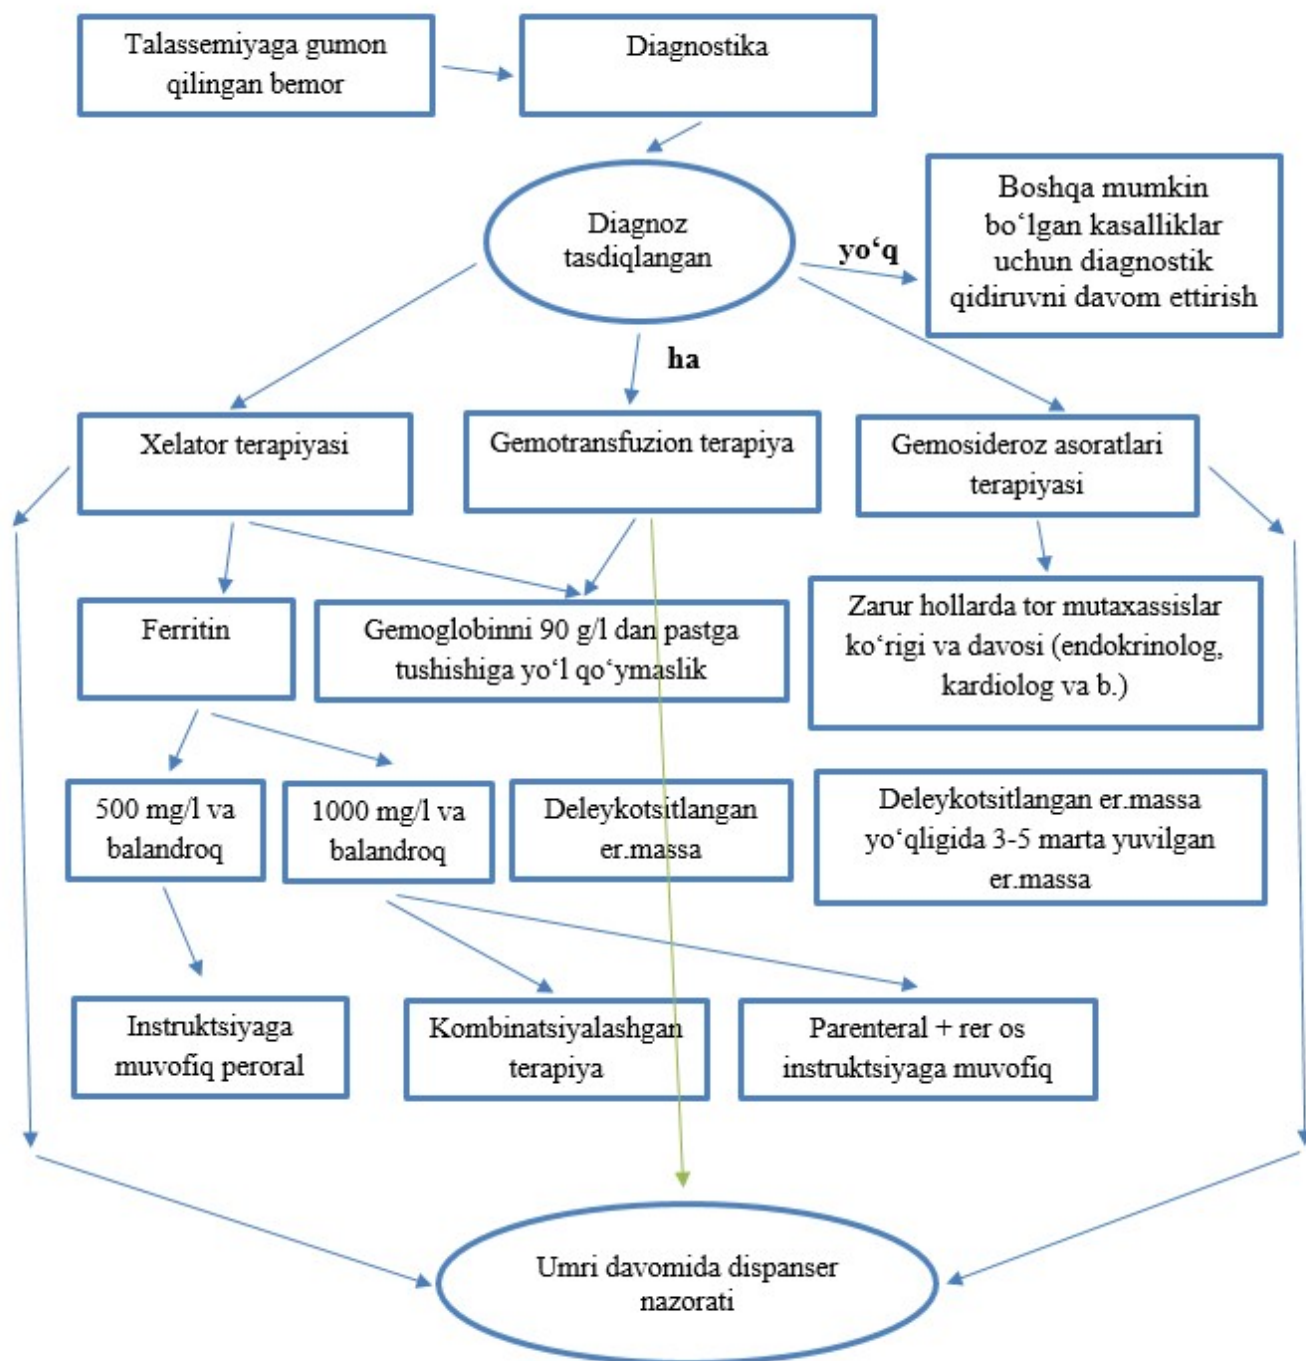 Talassemiyaga gumon
qilingan bemor
Diagnostika
Diagnoz
tasdiqlangan
yo‘q
Boshqa mumkin
bo‘lgan kasalliklar
uchun diagnostik
qidiruvni davom ettirish
ha
Xelator terapiyasi
Gemotransfuzion terapiya
Gemosideroz asoratlari
terapiyasi
Ferritin
Gemoglobinni 90 g/l dan pastga
tushishiga yo‘l qo‘ymaslik
Zarur hollarda tor mutaxassislar
ko‘rigi va davosi (endokrinolog,
kardiolog va b.)
500 mg/l va
balandroq
1000 mg/l va
balandroq
Deleykotsitlangan
er.massa
Deleykotsitlangan er.massa
yo‘qligida 3-5 marta yuvilgan
er.massa
Instruktsiyaga
muvofiq peroral
Kombinatsiyalashgan
terapiya
Parenteral + rer os
instruktsiyaga muvofiq
Umri davomida dispanser
nazorati